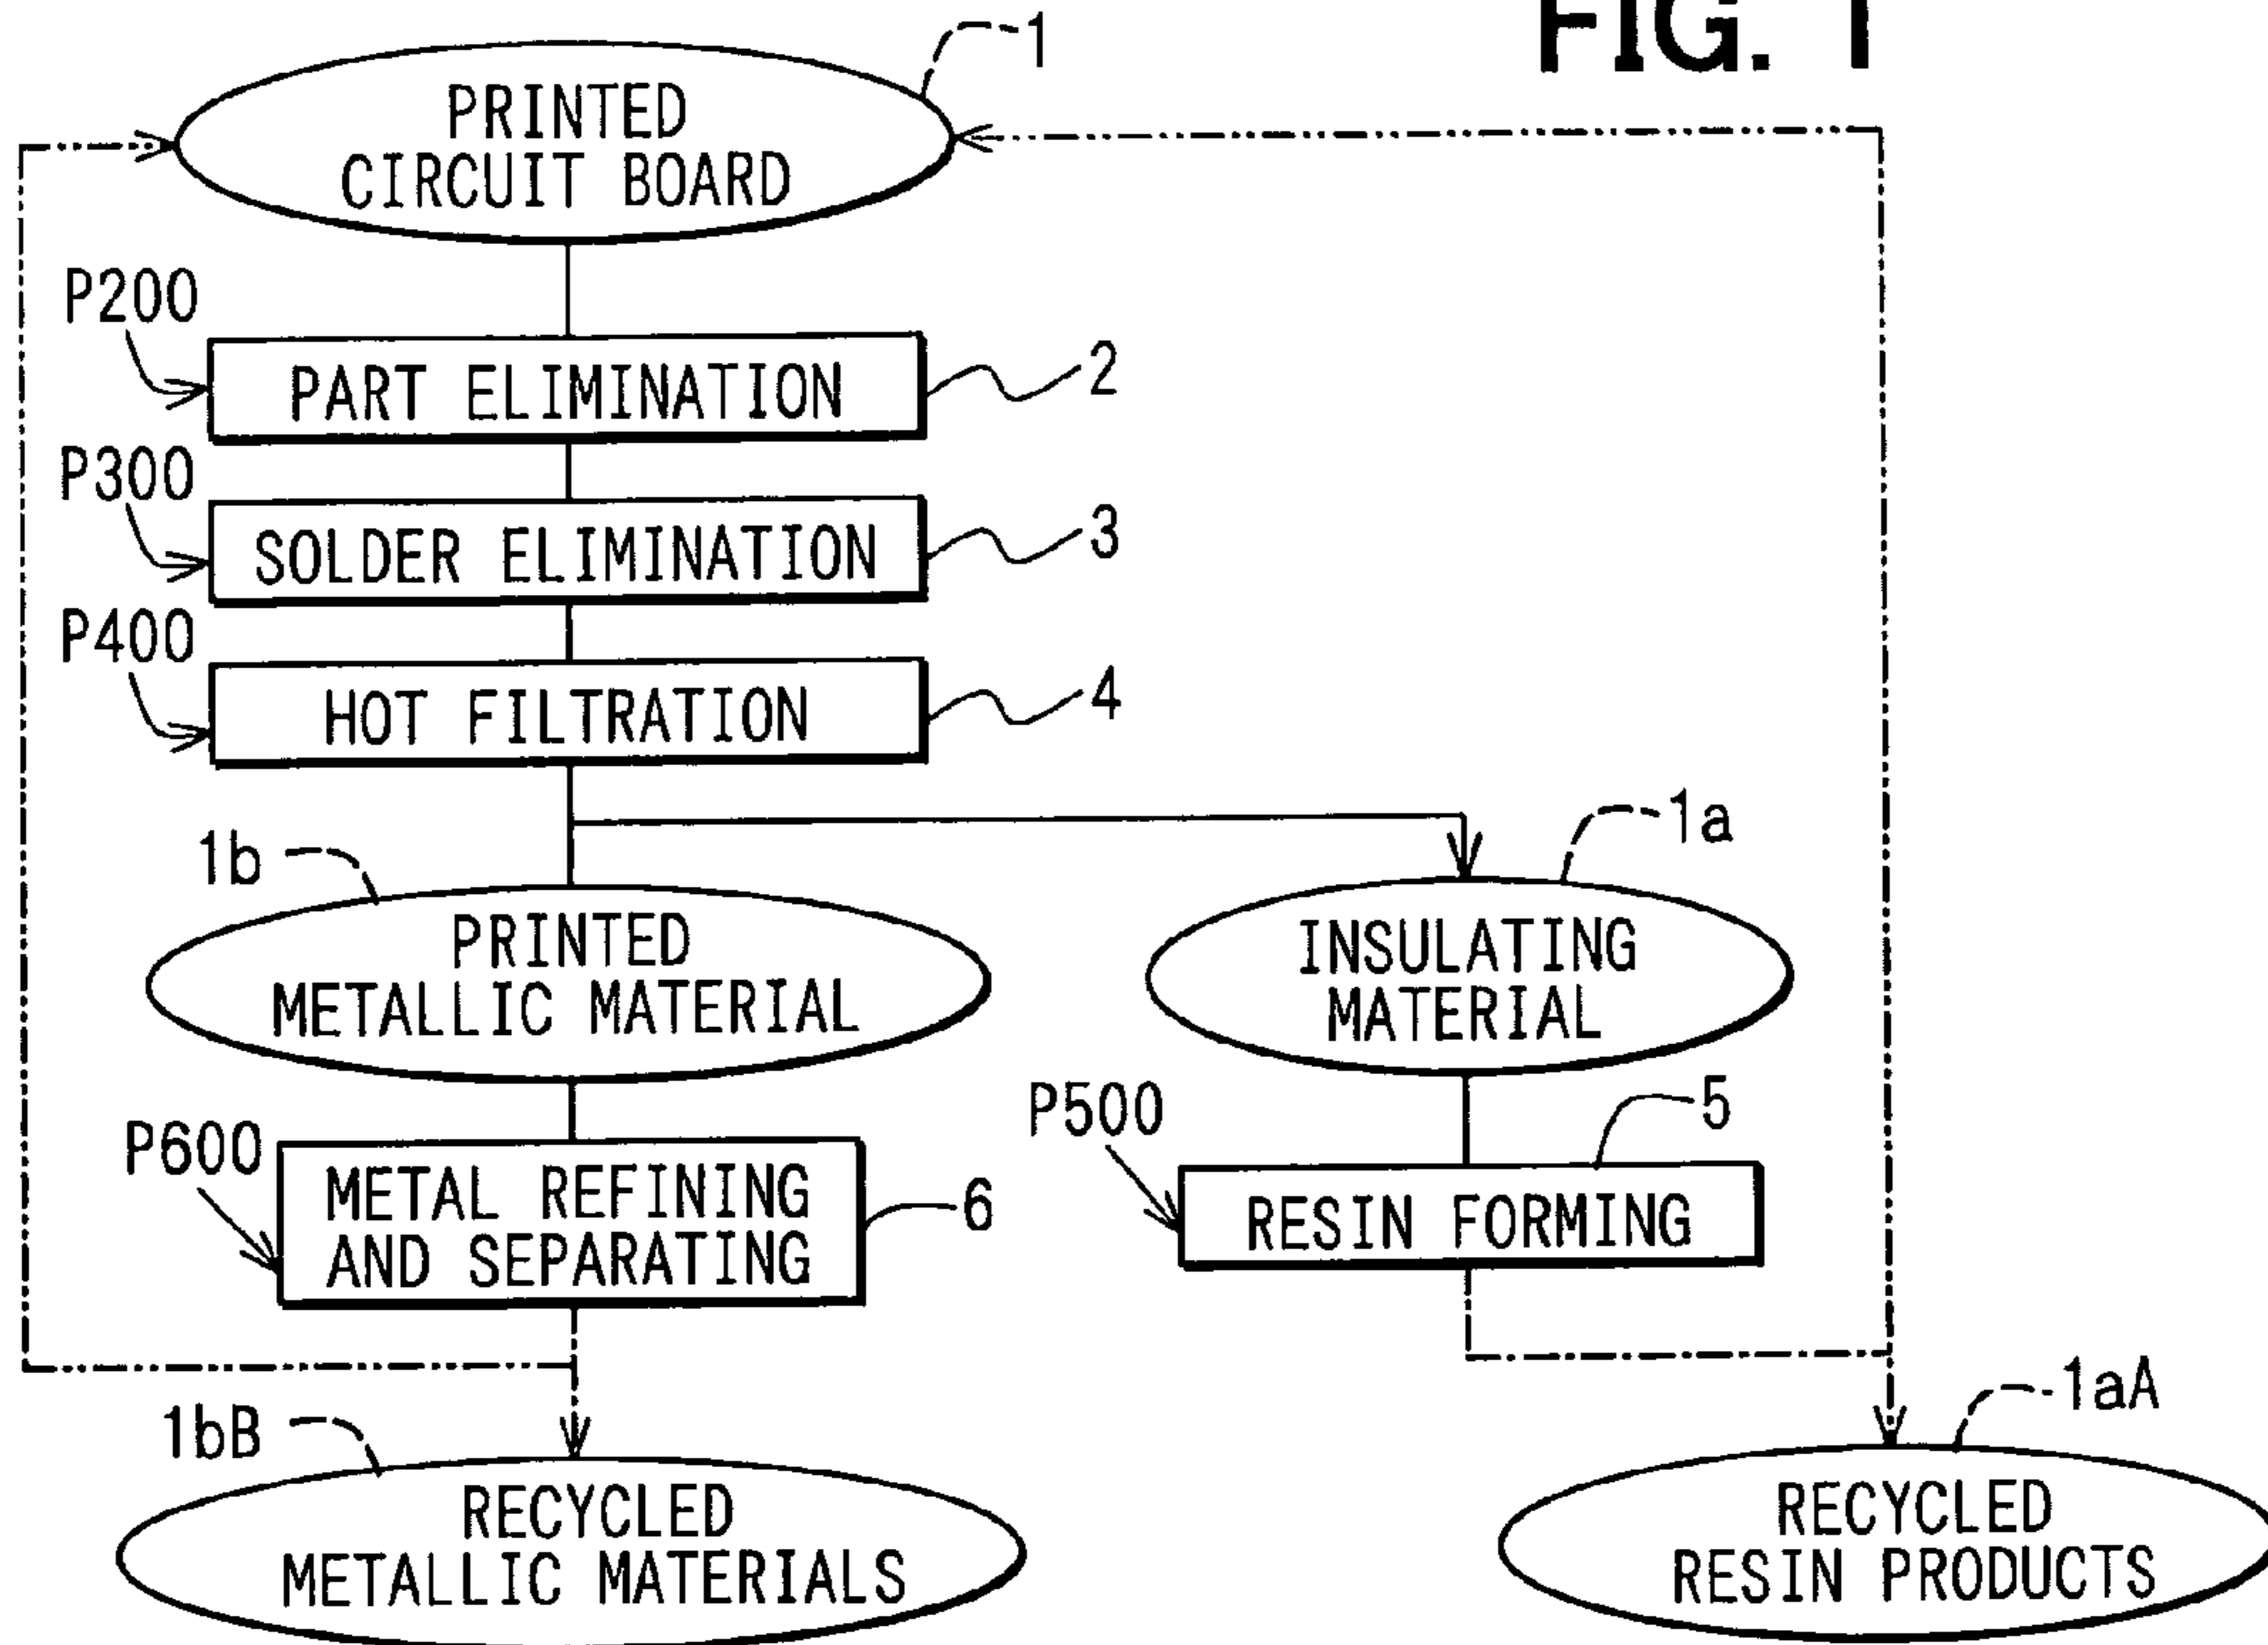 FIG. 1
1
PRINTED
CIRCUIT BOARD
P200
PART ELIMINATION
2
P300
SOLDER ELIMINATION
3
P400
HOT FILTRATION
4
1b
PRINTED
METALLIC MATERIAL
1a
INSULATING
MATERIAL
P600
METAL REFINING
AND SEPARATING
6
P500
RESIN FORMING
5
1bB
RECYCLED
METALLIC MATERIALS
1aA
RECYCLED
RESIN PRODUCTS